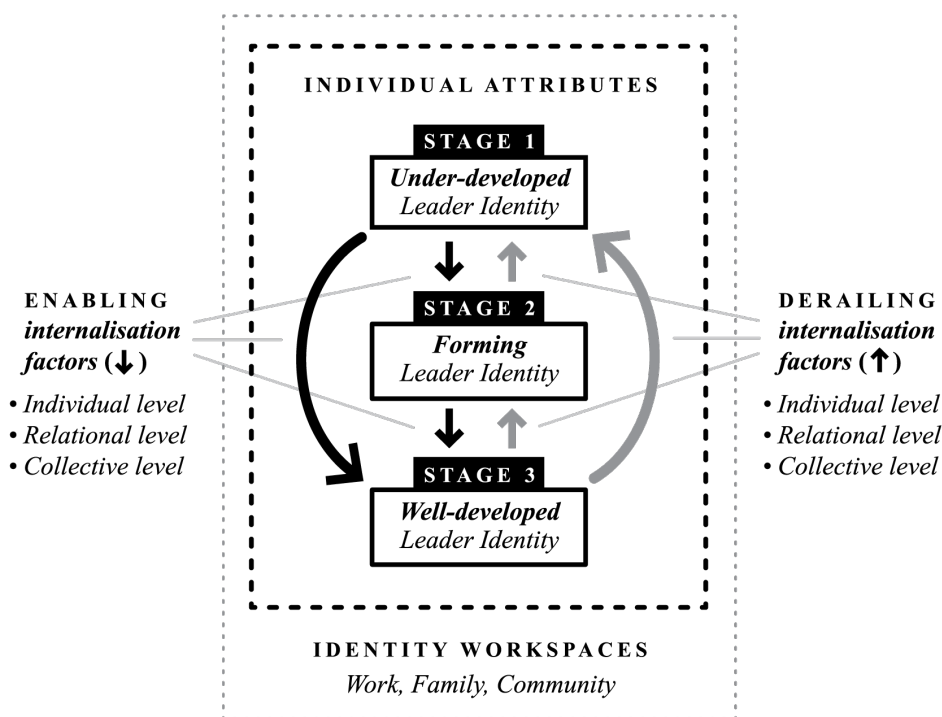 INDIVIDUAL ATTRIBUTES
STAGE 1
Under-developed
Leader Identity
ENABLING
internalisation
factors (↓)
• Individual level
• Relational level
• Collective level
STAGE 2
Forming
Leader Identity
DERAILING
internalisation
factors (↑)
• Individual level
• Relational level
• Collective level
STAGE 3
Well-developed
Leader Identity
IDENTITY WORKSPACES
Work, Family, Community